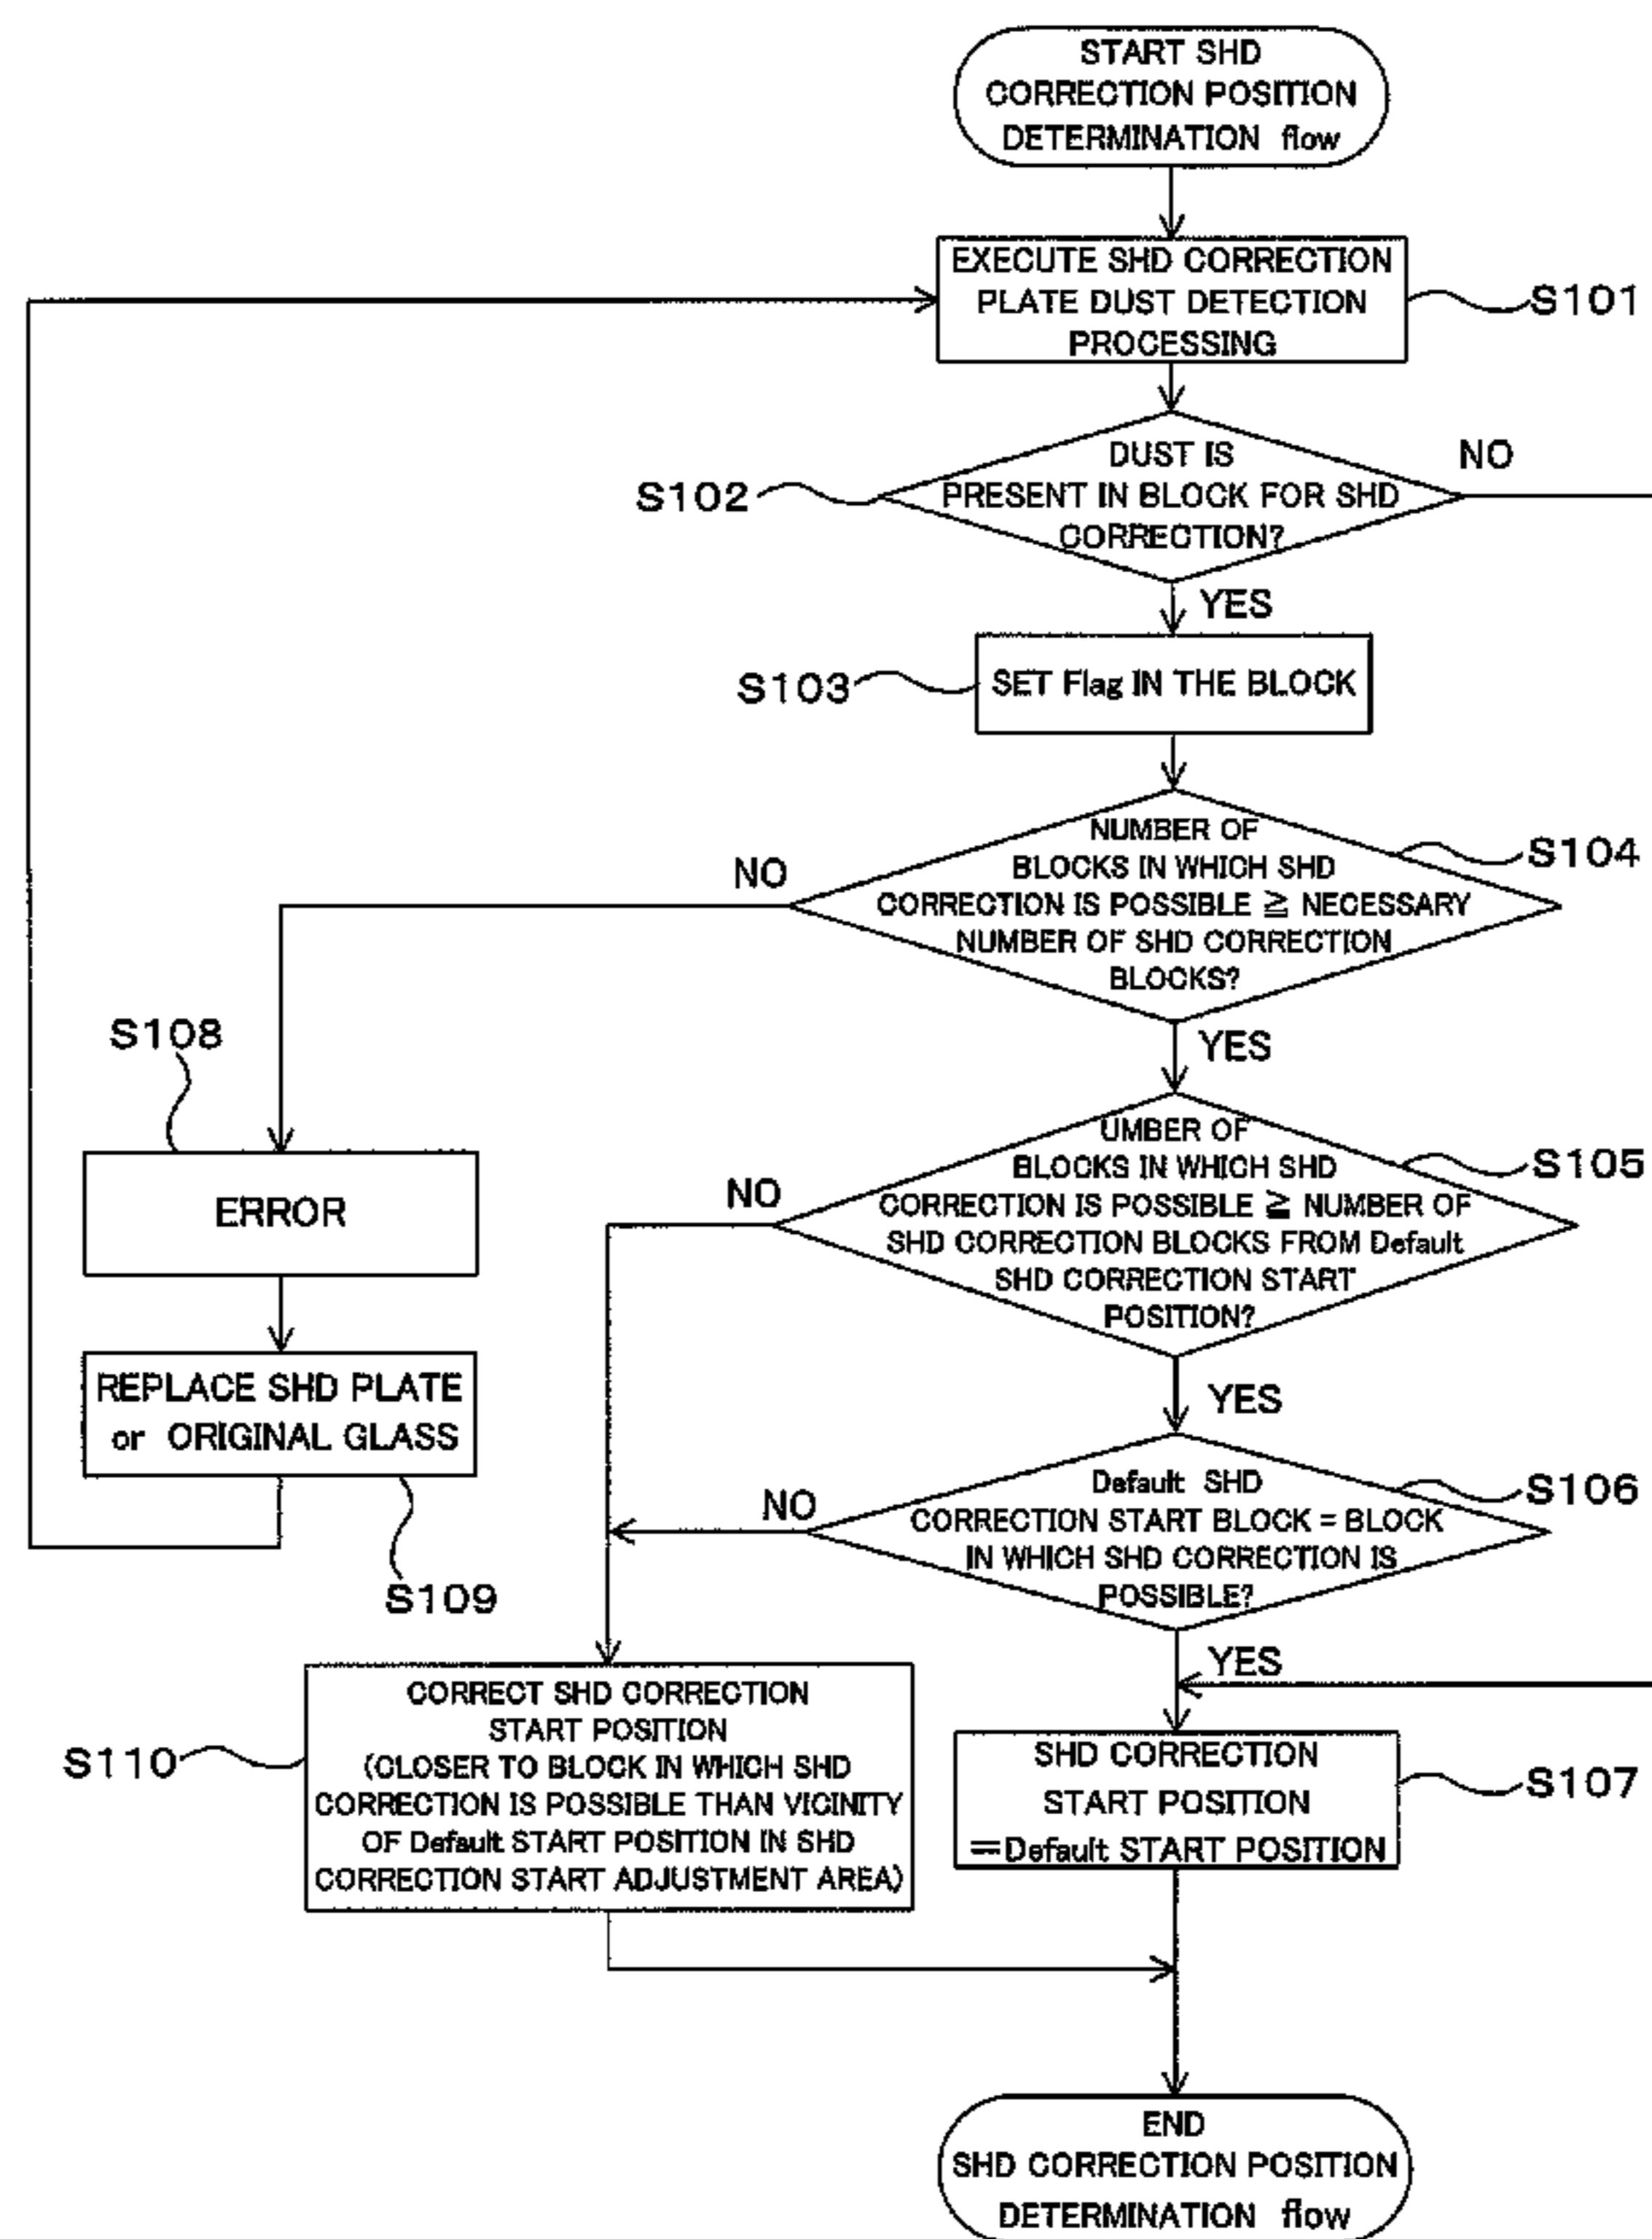 START SHD
CORRECTION POSITION
DETERMINATION flow
EXECUTE SHD CORRECTION
PLATE DUST DETECTION
PROCESSING
S101
DUST IS
PRESENT IN BLOCK FOR SHD
CORRECTION?
S102
NO
YES
SET Flag IN THE BLOCK
S103
NUMBER OF
BLOCKS IN WHICH SHD
CORRECTION IS POSSIBLE ≧ NECESSARY
NUMBER OF SHD CORRECTION
BLOCKS?
S104
NO
YES
UMBER OF
BLOCKS IN WHICH SHD
CORRECTION IS POSSIBLE ≧ NUMBER OF
SHD CORRECTION BLOCKS FROM Default
SHD CORRECTION START
POSITION?
S105
NO
YES
S108
ERROR
REPLACE SHD PLATE
or ORIGINAL GLASS
S109
Default SHD
CORRECTION START BLOCK = BLOCK
IN WHICH SHD CORRECTION IS
POSSIBLE?
S106
NO
YES
CORRECT SHD CORRECTION
START POSITION
(CLOSER TO BLOCK IN WHICH SHD
CORRECTION IS POSSIBLE THAN VICINITY
OF Default START POSITION IN SHD
CORRECTION START ADJUSTMENT AREA)
S110
SHD CORRECTION
START POSITION
=Default START POSITION
S107
END
SHD CORRECTION POSITION
DETERMINATION flow